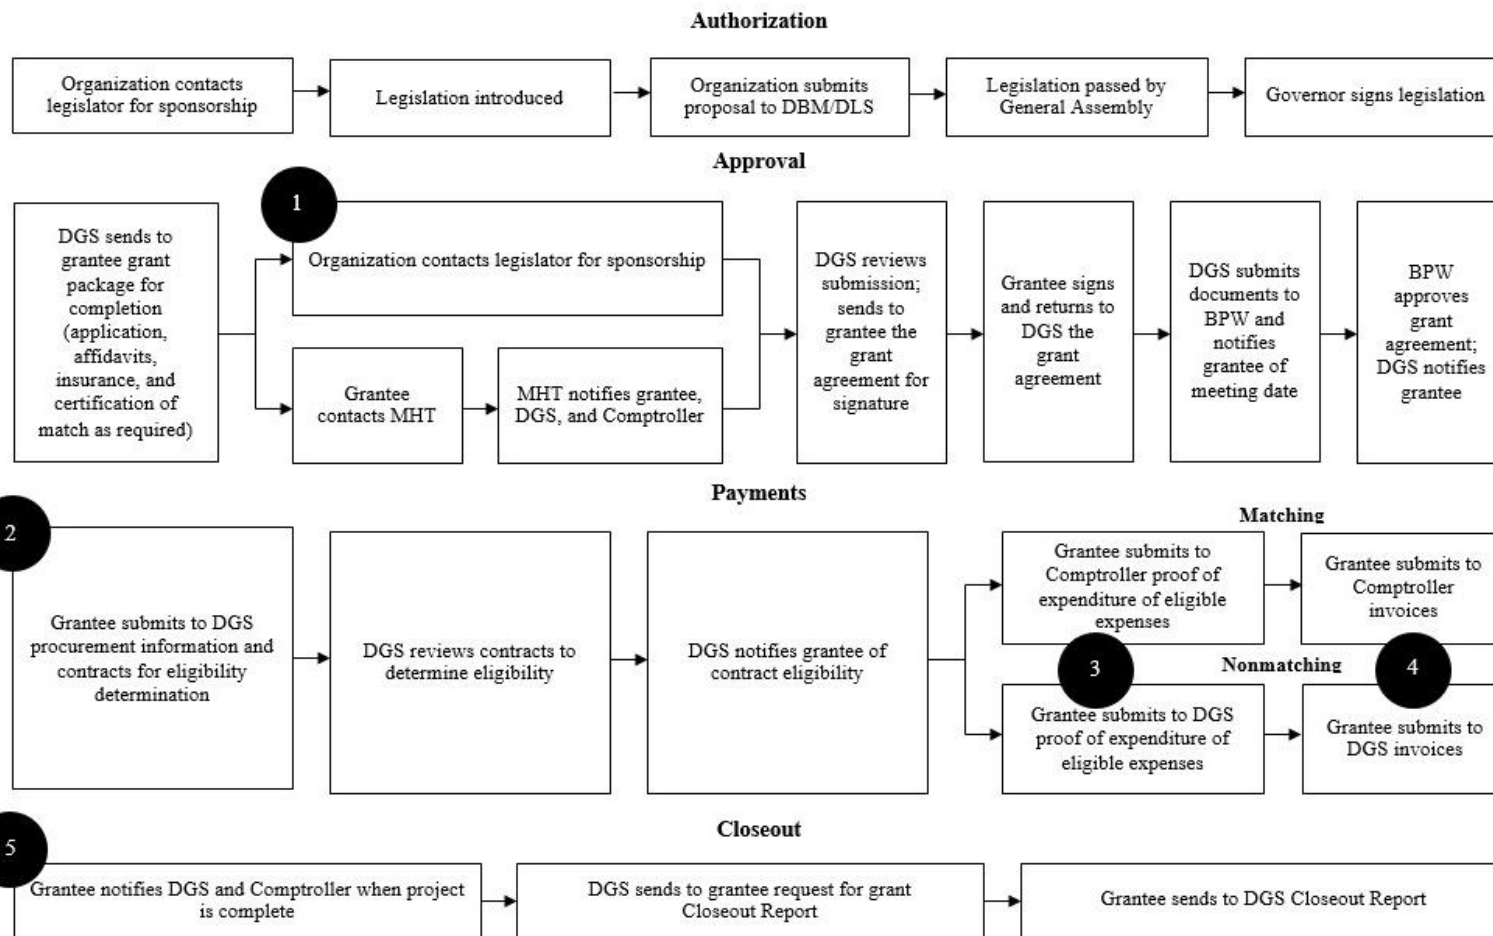 Authorization
Organization contacts
legislator for sponsorship
Legislation introduced
Organization submits
proposal to DBM/DLS
Legislation passed by
General Assembly
Governor signs legislation
Approval
DGS sends to
grantee grant
package for
completion
(application,
affidavits,
insurance, and
certification of
match as required)
1
Organization contacts legislator for sponsorship
Grantee
contacts MHT
MHT notifies grantee,
DGS, and Comptroller
DGS reviews
submission;
sends to
grantee the
grant
agreement for
signature
Grantee signs
and returns to
DGS the
grant
agreement
DGS submits
documents to
BPW and
notifies
grantee of
meeting date
BPW
approves
grant
agreement;
DGS notifies
grantee
Payments
2
Grantee submits to DGS
procurement information and
contracts for eligibility
determination
DGS reviews contracts to
determine eligibility
DGS notifies grantee of
contract eligibility
Matching
Grantee submits to
Comptroller proof of
expenditure of eligible
expenses
Grantee submits to
Comptroller
invoices
3
Nonmatching
4
Grantee submits to DGS
proof of expenditure of
eligible expenses
Grantee submits to
DGS invoices
Closeout
5
Grantee notifies DGS and Comptroller when project
is complete
DGS sends to grantee request for grant
Closeout Report
Grantee sends to DGS Closeout Report